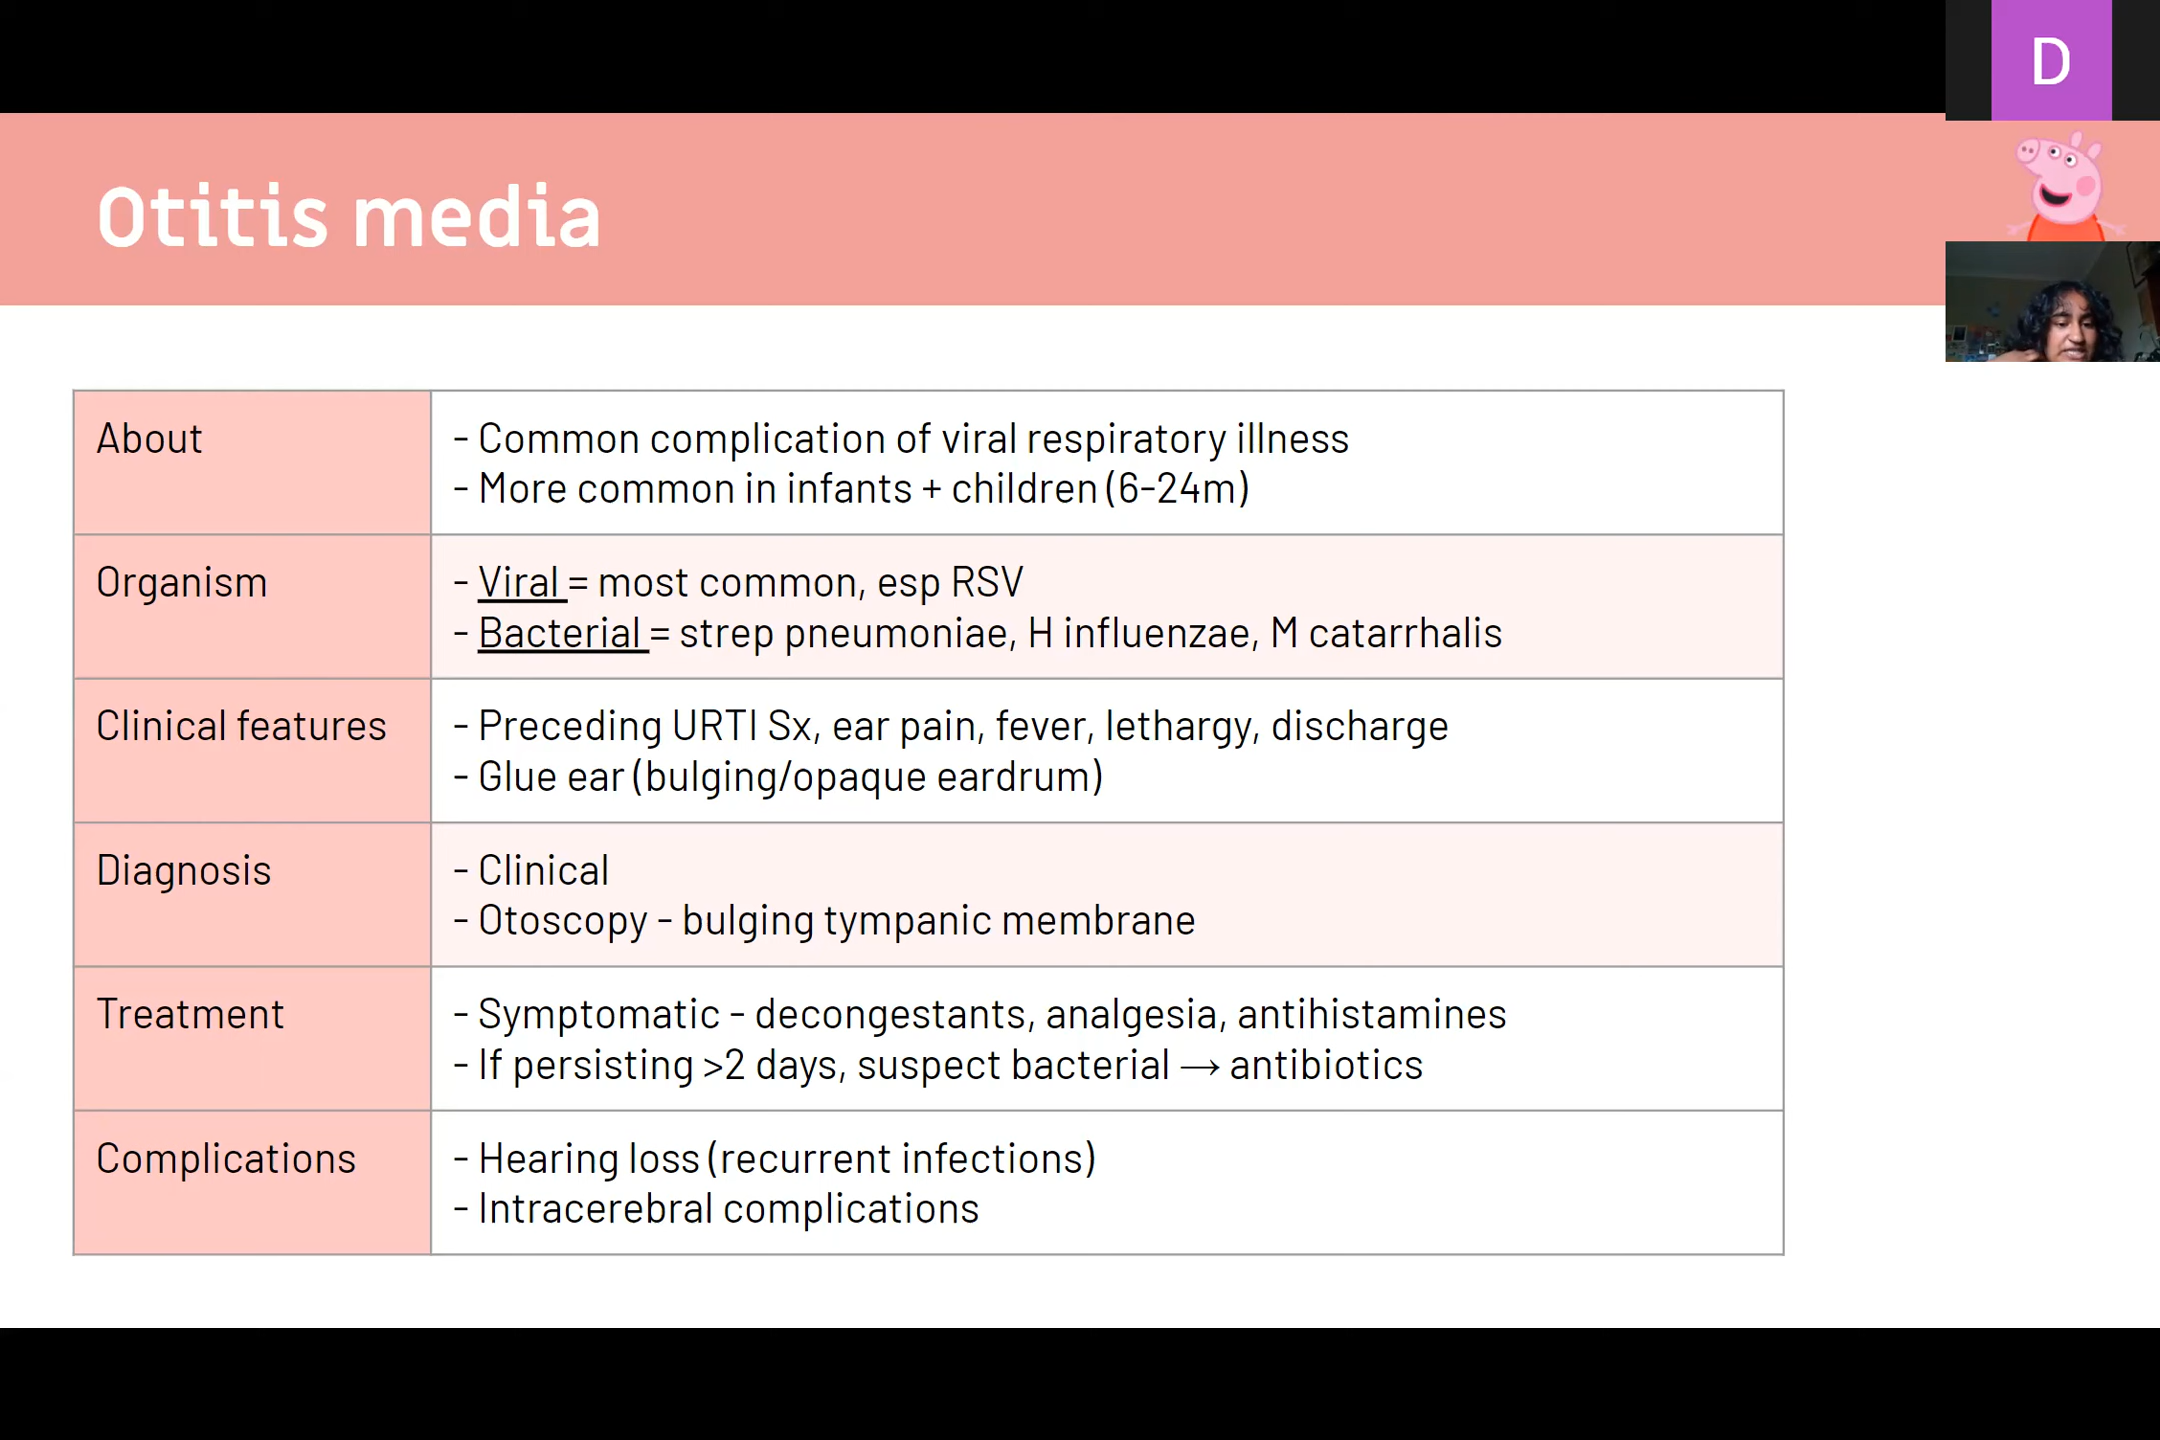 D
Otitis media
About
- Common complication of viral respiratory illness
- More common in infants + children (6-24m)
Organism
- Viral = most common, esp RSV
- Bacterial = strep pneumoniae, H influenzae, M catarrhalis
Clinical features
- Preceding URTI Sx, ear pain, fever, lethargy, discharge
- Glue ear (bulging/opaque eardrum)
Diagnosis
- Clinical
- Otoscopy - bulging tympanic membrane
Treatment
- Symptomatic - decongestants, analgesia, antihistamines
- If persisting >2 days, suspect bacterial → antibiotics
Complications
- Hearing loss (recurrent infections)
- Intracerebral complications